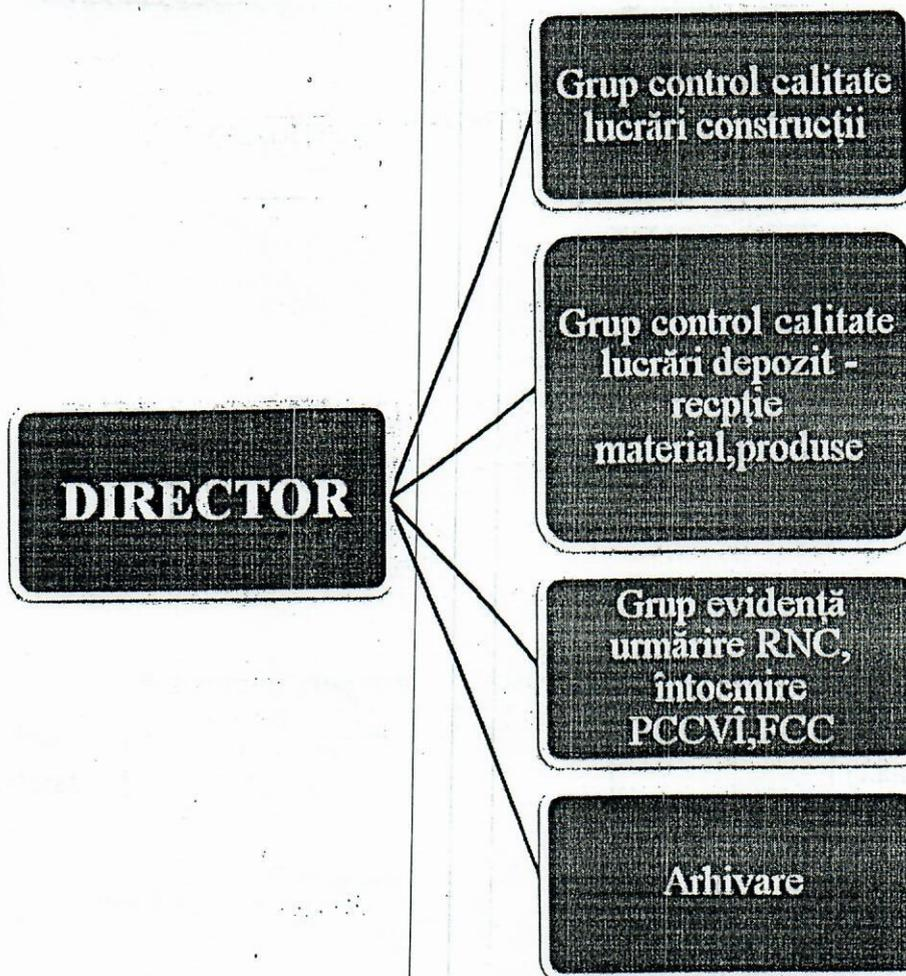 DIRECTOR
Grup control calitate
lucrări construcții
Grup control calitate
lucrări depozit -
recpție
material,produse
Grup evidență
urmărire RNC,
întocmire
PCCVÎ,FCC
Arhivare